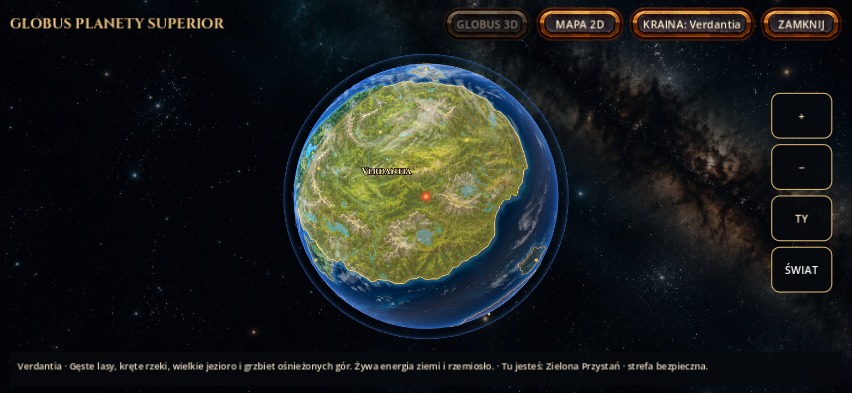 GLOBUS PLANETY SUPERIOR
GLOBUS 3D
MAPA 2D
KRAINA: Verdantia
ZAMKNIJ
+
−
Verdantia
TY
ŚWIAT
Verdantia · Gęste lasy, kręte rzeki, wielkie jezioro i grzbiet ośnieżonych gór. Żywa energia ziemi i rzemiosło. · Tu jesteś: Zielona Przystań · strefa bezpieczna.